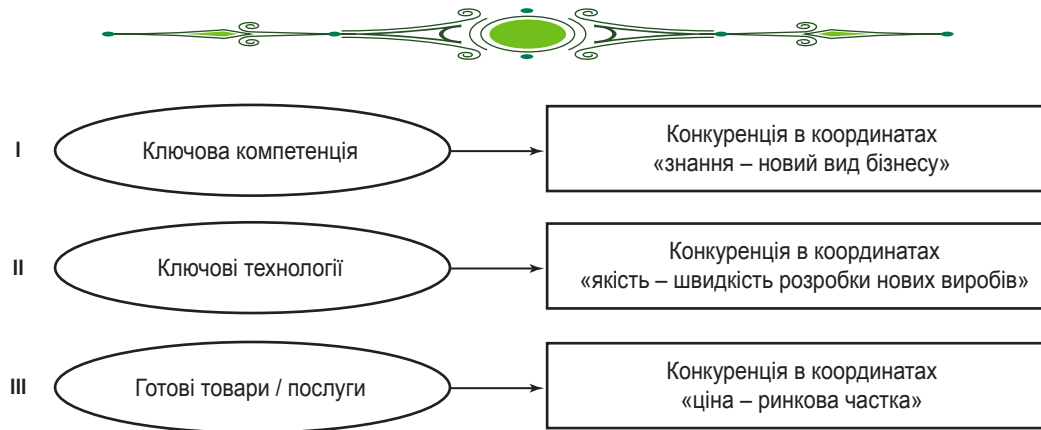 I
Ключова компетенція
Конкуренція в координатах
«знання – новий вид бізнесу»
II
Ключові технології
Конкуренція в координатах
«якість – швидкість розробки нових виробів»
III
Готові товари / послуги
Конкуренція в координатах
«ціна – ринкова частка»